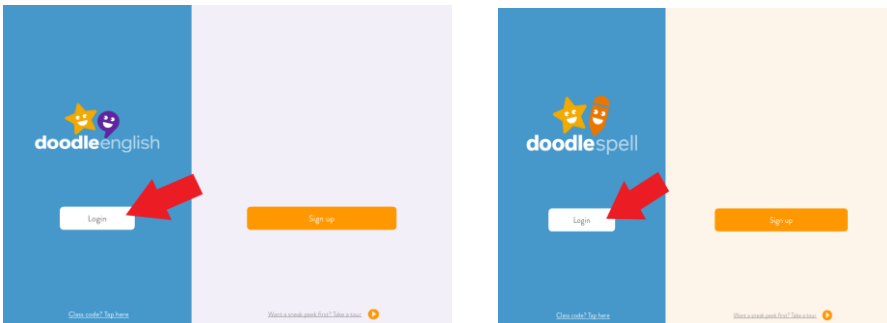 doodleenglish
Login
Sign up
Class code? Tap here
Want a sneak peek first? Take a tour
doodlespell
Login
Sign up
Class code? Tap here
Want a sneak peek first? Take a tour